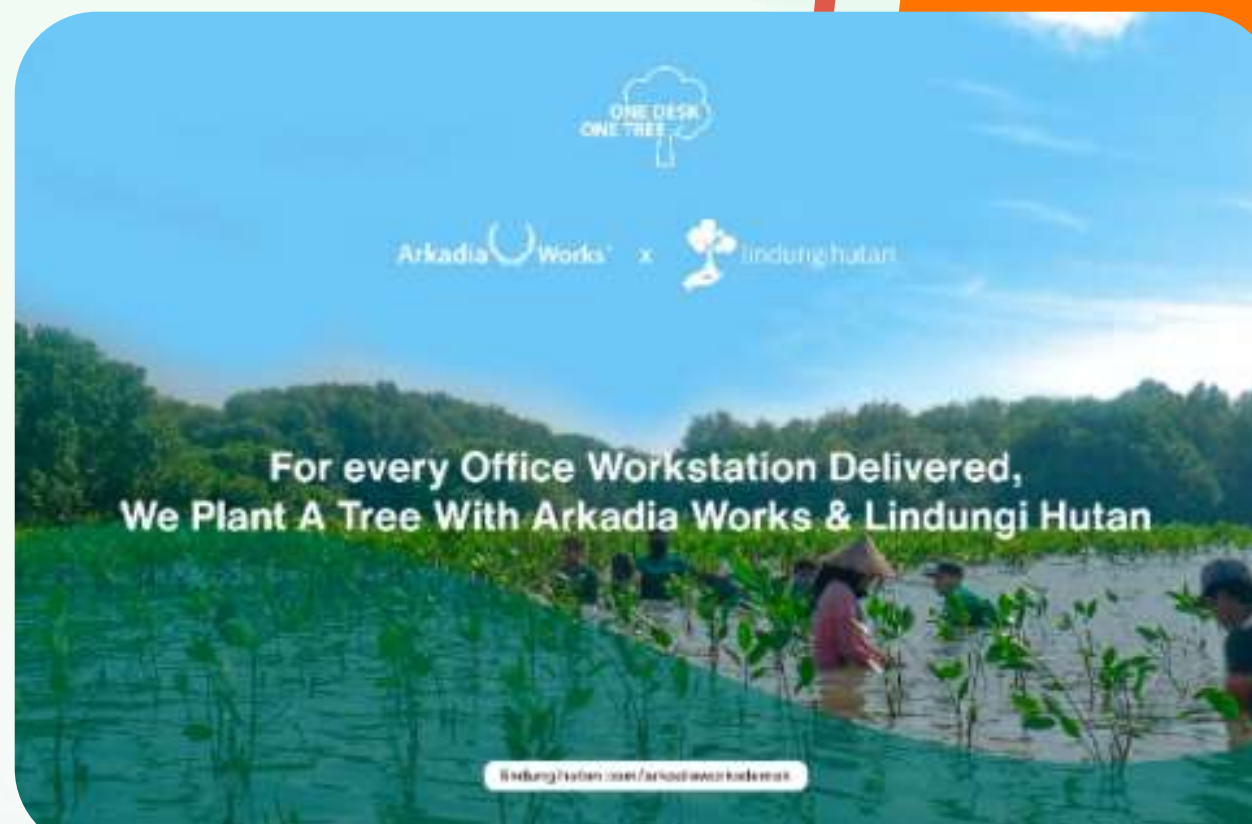 ONE DESK
ONE TREE
Arkadia Works x lindungihutan
For every Office Workstation Delivered,
We Plant A Tree With Arkadia Works & Lindungi Hutan